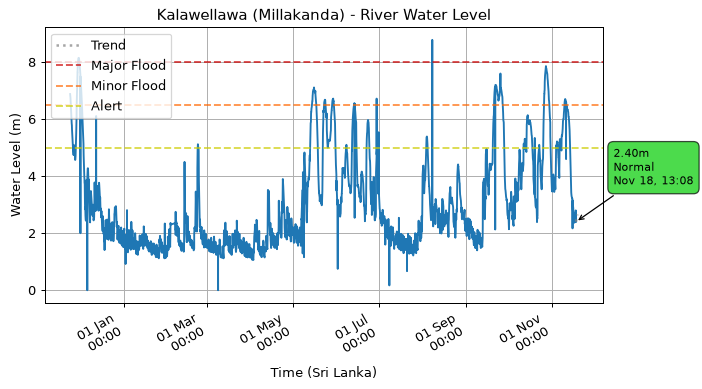 Kalawellawa (Millakanda) - River Water Level
Trend
Major Flood
Minor Flood
Alert
Water Level (m)
8
6
4
2
0
2.40m
Normal
Nov 18, 13:08
01 Jan
00:00
01 Mar
00:00
01 May
00:00
01 Jul
00:00
01 Sep
00:00
01 Nov
00:00
Time (Sri Lanka)